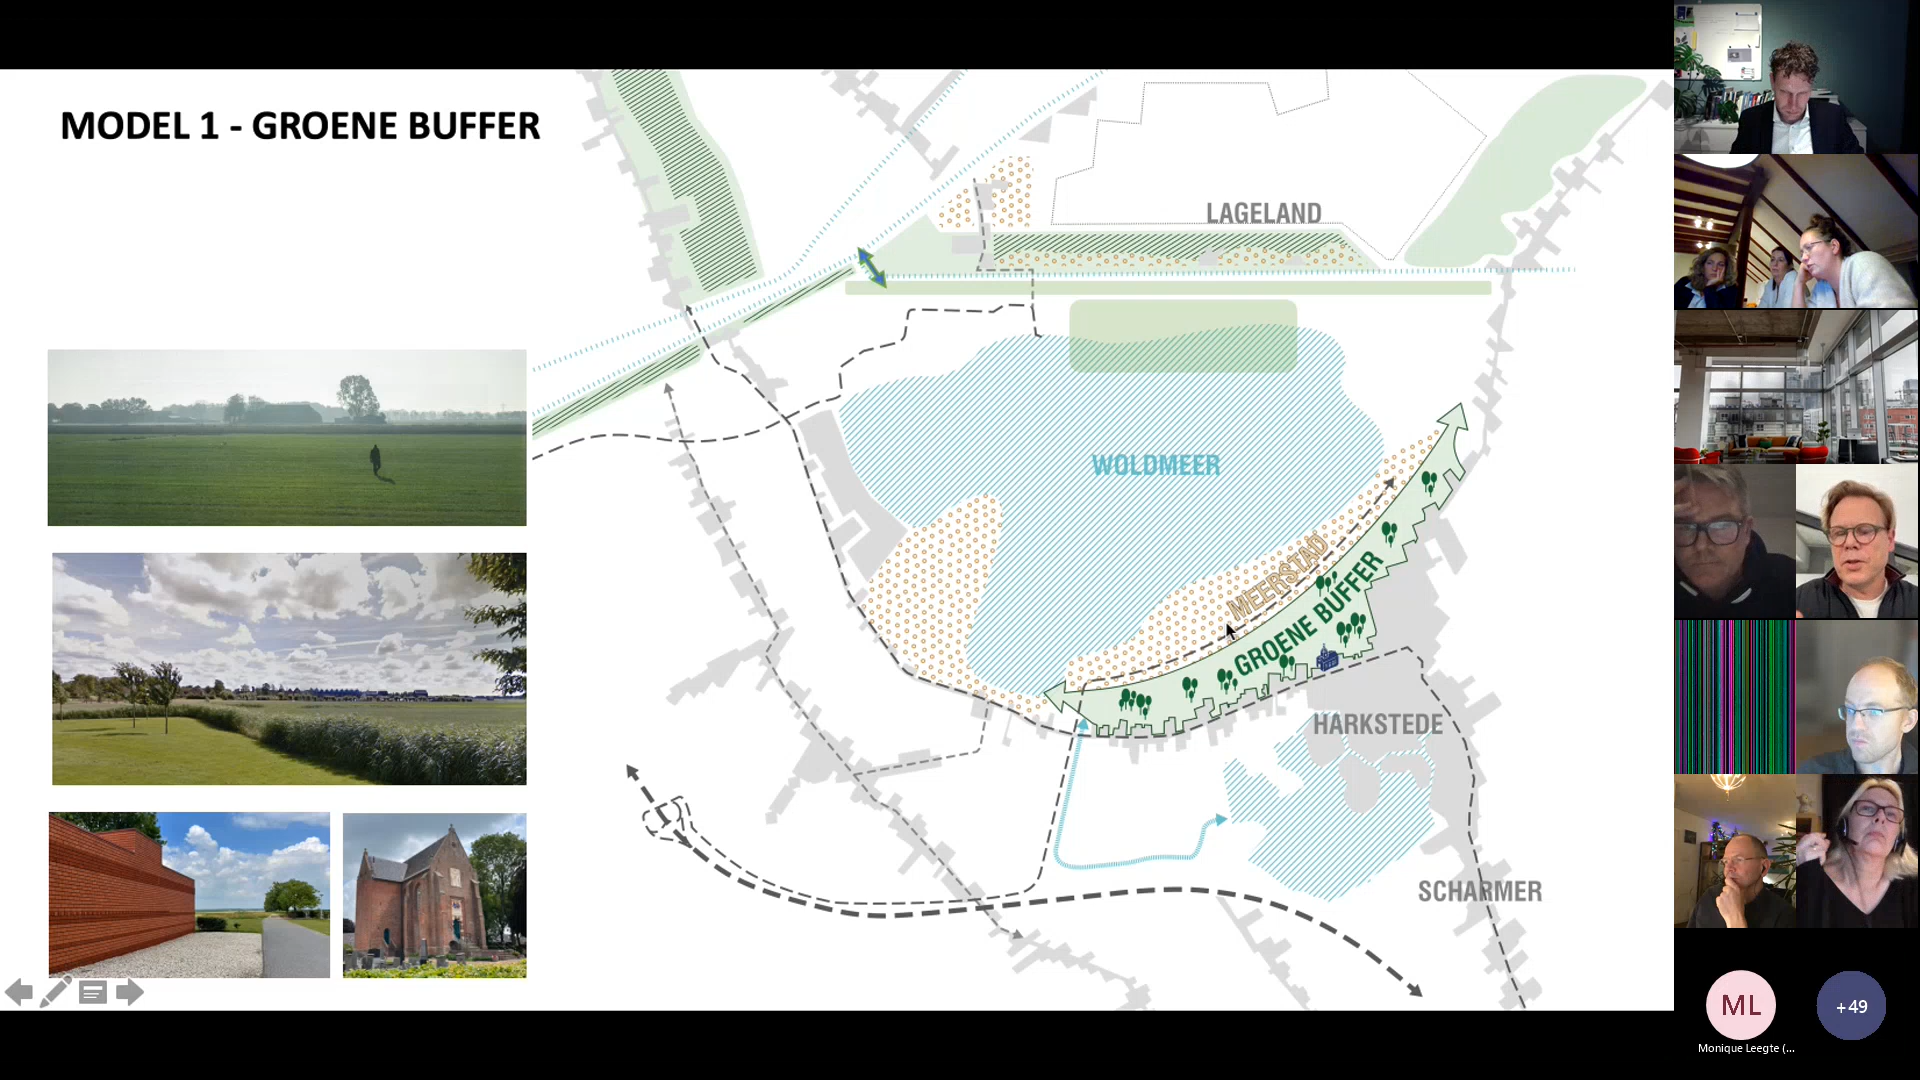 MODEL 1 - GROENE BUFFER
LAGELAND
WOLDMEER
MEERSTAD
GROENE BUFFER
HARKSTEDE
SCHARMER
ML
+49
Monique Leegte (...